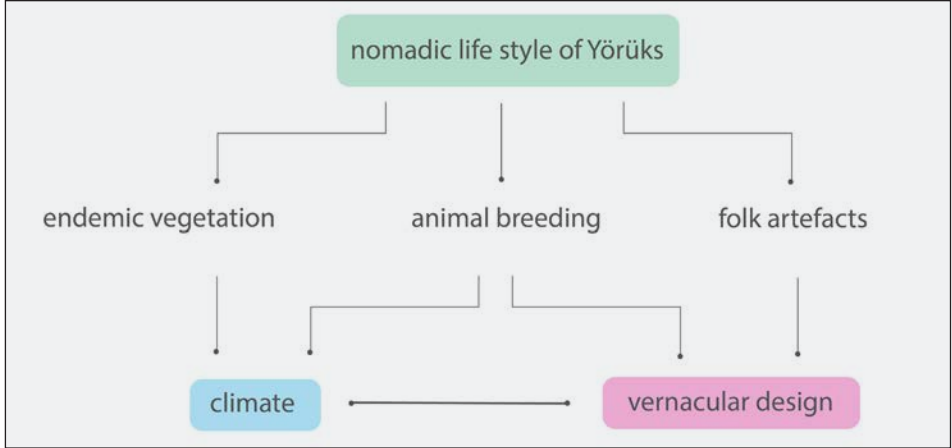 nomadic life style of Yörüks
endemic vegetation
animal breeding
folk artefacts
climate
vernacular design